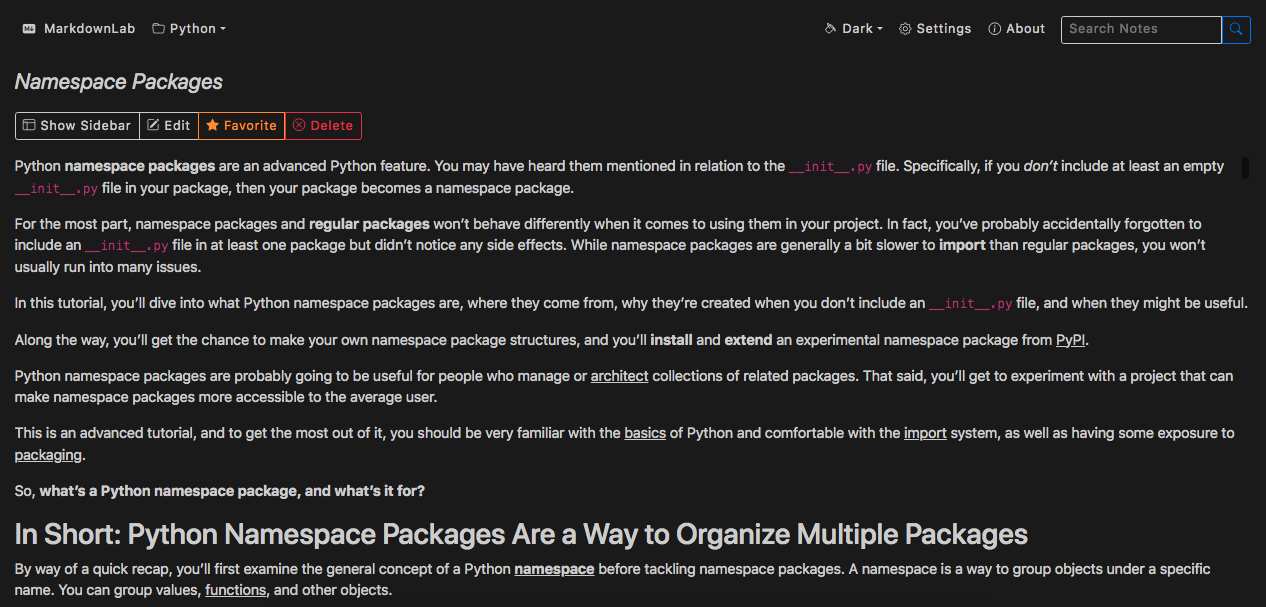 MarkdownLab Python Dark Settings About Search Notes
Namespace Packages
Show Sidebar Edit Favorite Delete
Python namespace packages are an advanced Python feature. You may have heard them mentioned in relation to the __init__.py file. Specifically, if you don’t include at least an empty
__init__.py file in your package, then your package becomes a namespace package.
For the most part, namespace packages and regular packages won’t behave differently when it comes to using them in your project. In fact, you’ve probably accidentally forgotten to
include an __init__.py file in at least one package but didn’t notice any side effects. While namespace packages are generally a bit slower to import than regular packages, you won’t
usually run into many issues.
In this tutorial, you’ll dive into what Python namespace packages are, where they come from, why they’re created when you don’t include an __init__.py file, and when they might be useful.
Along the way, you’ll get the chance to make your own namespace package structures, and you’ll install and extend an experimental namespace package from PyPI.
Python namespace packages are probably going to be useful for people who manage or architect collections of related packages. That said, you’ll get to experiment with a project that can
make namespace packages more accessible to the average user.
This is an advanced tutorial, and to get the most out of it, you should be very familiar with the basics of Python and comfortable with the import system, as well as having some exposure to
packaging.
So, what’s a Python namespace package, and what’s it for?
In Short: Python Namespace Packages Are a Way to Organize Multiple Packages
By way of a quick recap, you’ll first examine the general concept of a Python namespace before tackling namespace packages. A namespace is a way to group objects under a specific
name. You can group values, functions, and other objects.